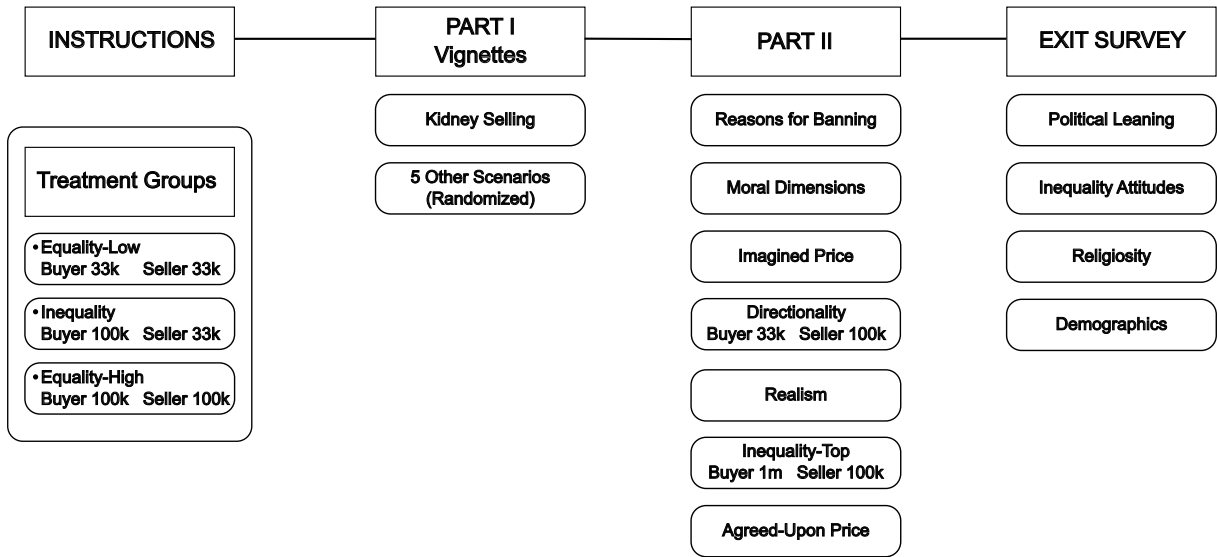 INSTRUCTIONS
Treatment Groups
•Equality-Low
Buyer 33k Seller 33k
•Inequality
Buyer 100k Seller 33k
•Equality-High
Buyer 100k Seller 100k
PART I
Vignettes
Kidney Selling
5 Other Scenarios
(Randomized)
PART II
Reasons for Banning
Moral Dimensions
Imagined Price
Directionality
Buyer 33k Seller 100k
Realism
Inequality-Top
Buyer 1m Seller 100k
Agreed-Upon Price
EXIT SURVEY
Political Leaning
Inequality Attitudes
Religiosity
Demographics